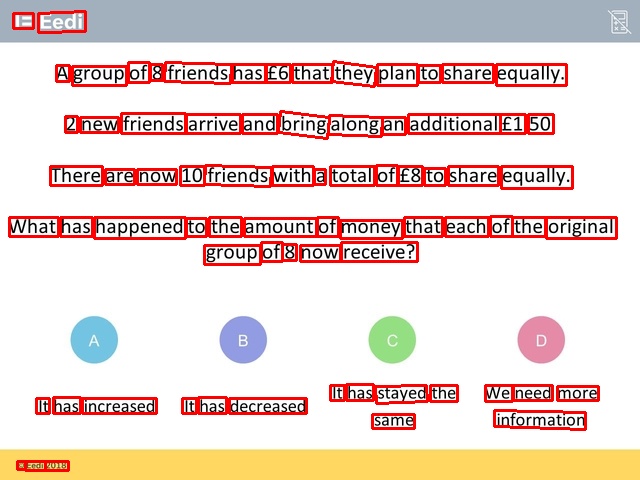 Eedi
A group of 8 friends has £6 that they plan to share equally.
2 new friends arrive and bring along an additional £1.50
There are now 10 friends with a total of £8 to share equally.
What has happened to the amount of money that each of the original
group of 8 now receive?
A
B
C
D
It has increased
It has decreased
It has stayed the
same
We need more
information
© Eedi 2018